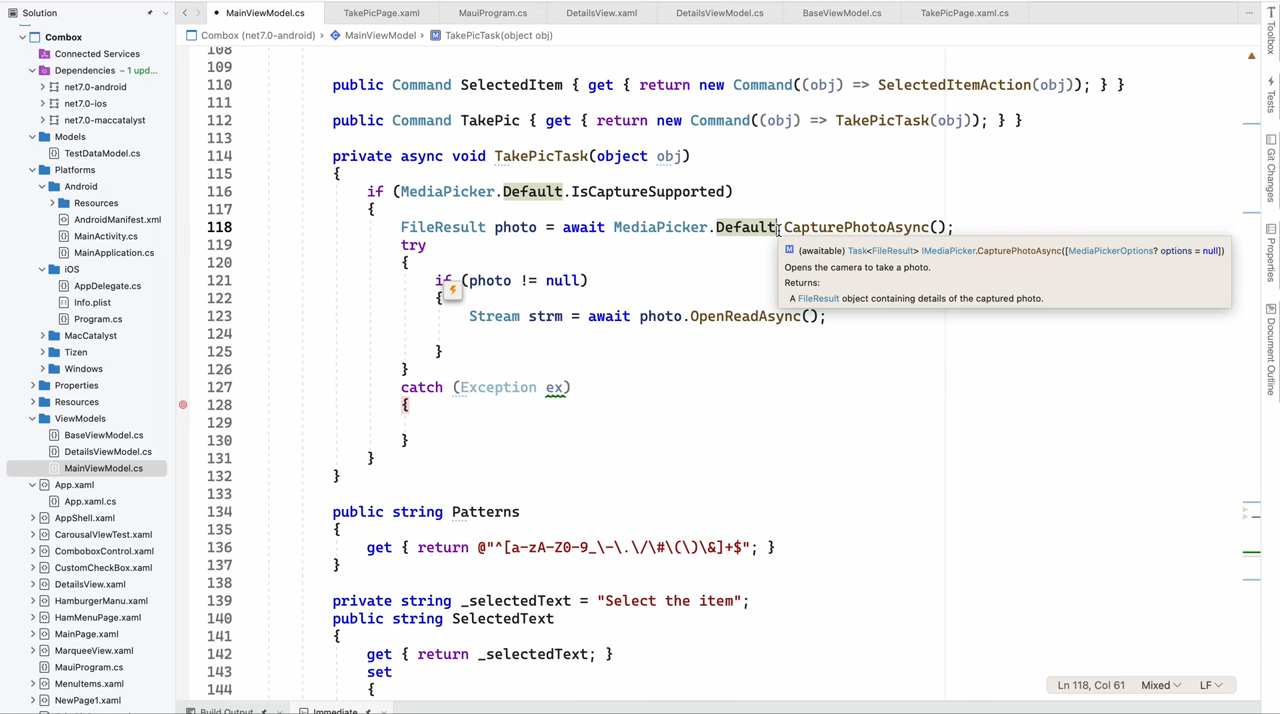 Solution
MainViewModel.cs
TakePicPage.xaml
MauiProgram.cs
DetailsView.xaml
DetailsViewModel.cs
BaseViewModel.cs
TakePicPage.xaml.cs
Combox (net7.0-android) › MainViewModel › TakePicTask(object obj)
Combox
Connected Services
Dependencies – 1 upd...
net7.0-android
net7.0-ios
net7.0-maccatalyst
Models
TestDataModel.cs
Platforms
Android
Resources
AndroidManifest.xml
MainActivity.cs
MainApplication.cs
iOS
AppDelegate.cs
Info.plist
Program.cs
MacCatalyst
Tizen
Windows
Properties
Resources
ViewModels
BaseViewModel.cs
DetailsViewModel.cs
MainViewModel.cs
App.xaml
App.xaml.cs
AppShell.xaml
CarousalVIewTest.xaml
ComboboxControl.xaml
CustomCheckBox.xaml
DetailsView.xaml
HamburgerManu.xaml
HamMenuPage.xaml
MainPage.xaml
MarqueeView.xaml
MauiProgram.cs
MenuItems.xaml
NewPage1.xaml
108
109
110 public Command SelectedItem { get { return new Command((obj) => SelectedItemAction(obj)); } }
111
112 public Command TakePic { get { return new Command((obj) => TakePicTask(obj)); } }
113
114 private async void TakePicTask(object obj)
115 {
116 if (MediaPicker.Default.IsCaptureSupported)
117 {
118 FileResult photo = await MediaPicker.Default.CapturePhotoAsync();
119 try
120 {
121 if (photo != null)
122 {
123 Stream strm = await photo.OpenReadAsync();
124
125 }
126 }
127 catch (Exception ex)
128 {
129
130 }
131 }
132 }
133
134 public string Patterns
135 {
136 get { return @"^[a-zA-Z0-9_\-\.\/\#\(\)\&]+$"; }
137 }
138
139 private string _selectedText = "Select the item";
140 public string SelectedText
141 {
142 get { return _selectedText; }
143 set
144 {
(awaitable) Task<FileResult> IMediaPicker.CapturePhotoAsync([MediaPickerOptions? options = null])
Opens the camera to take a photo.
Returns:
A FileResult object containing details of the captured photo.
Ln 118, Col 61 Mixed LF
Build Output
Immediate
Toolbox
Tests
Git Changes
Properties
Document Outline